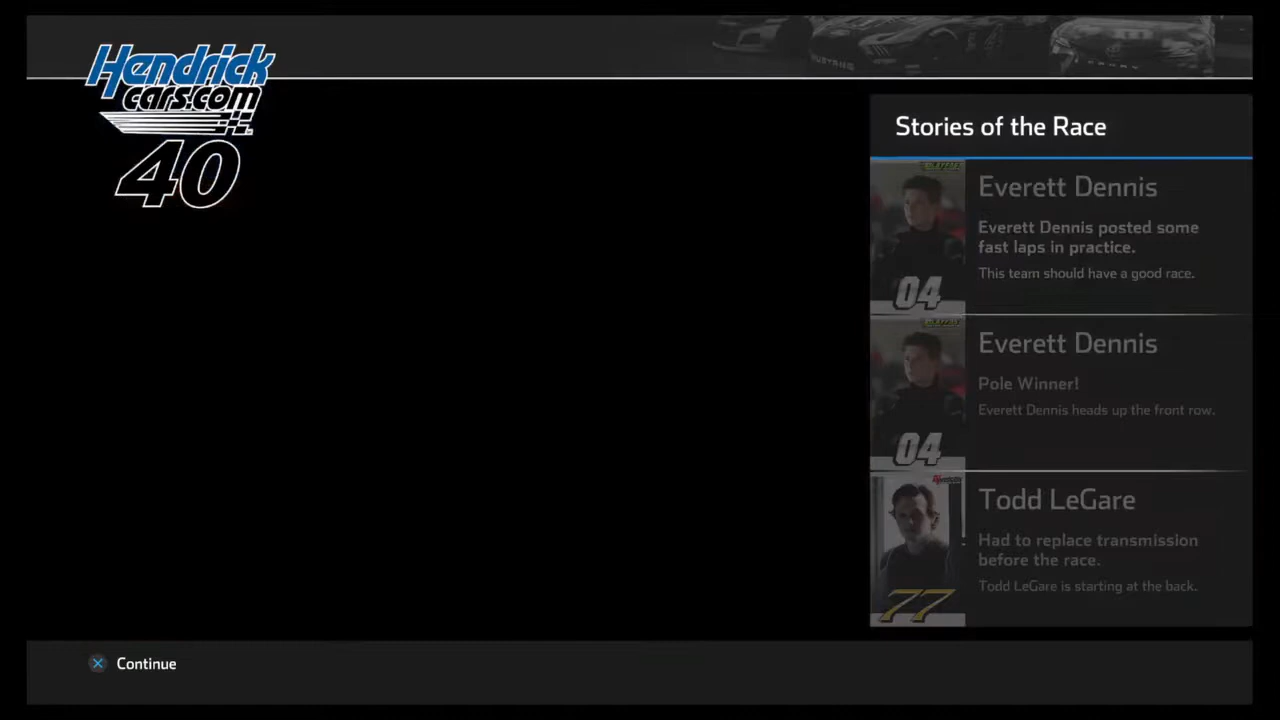 Hendrick
cars.com
40
MUSTANG
Stories of the Race
Everett Dennis
Everett Dennis posted some
fast laps in practice.
This team should have a good race.
04
Everett Dennis
Pole Winner!
Everett Dennis heads up the front row.
04
Todd LeGare
Had to replace transmission
before the race.
Todd LeGare is starting at the back.
77
Continue